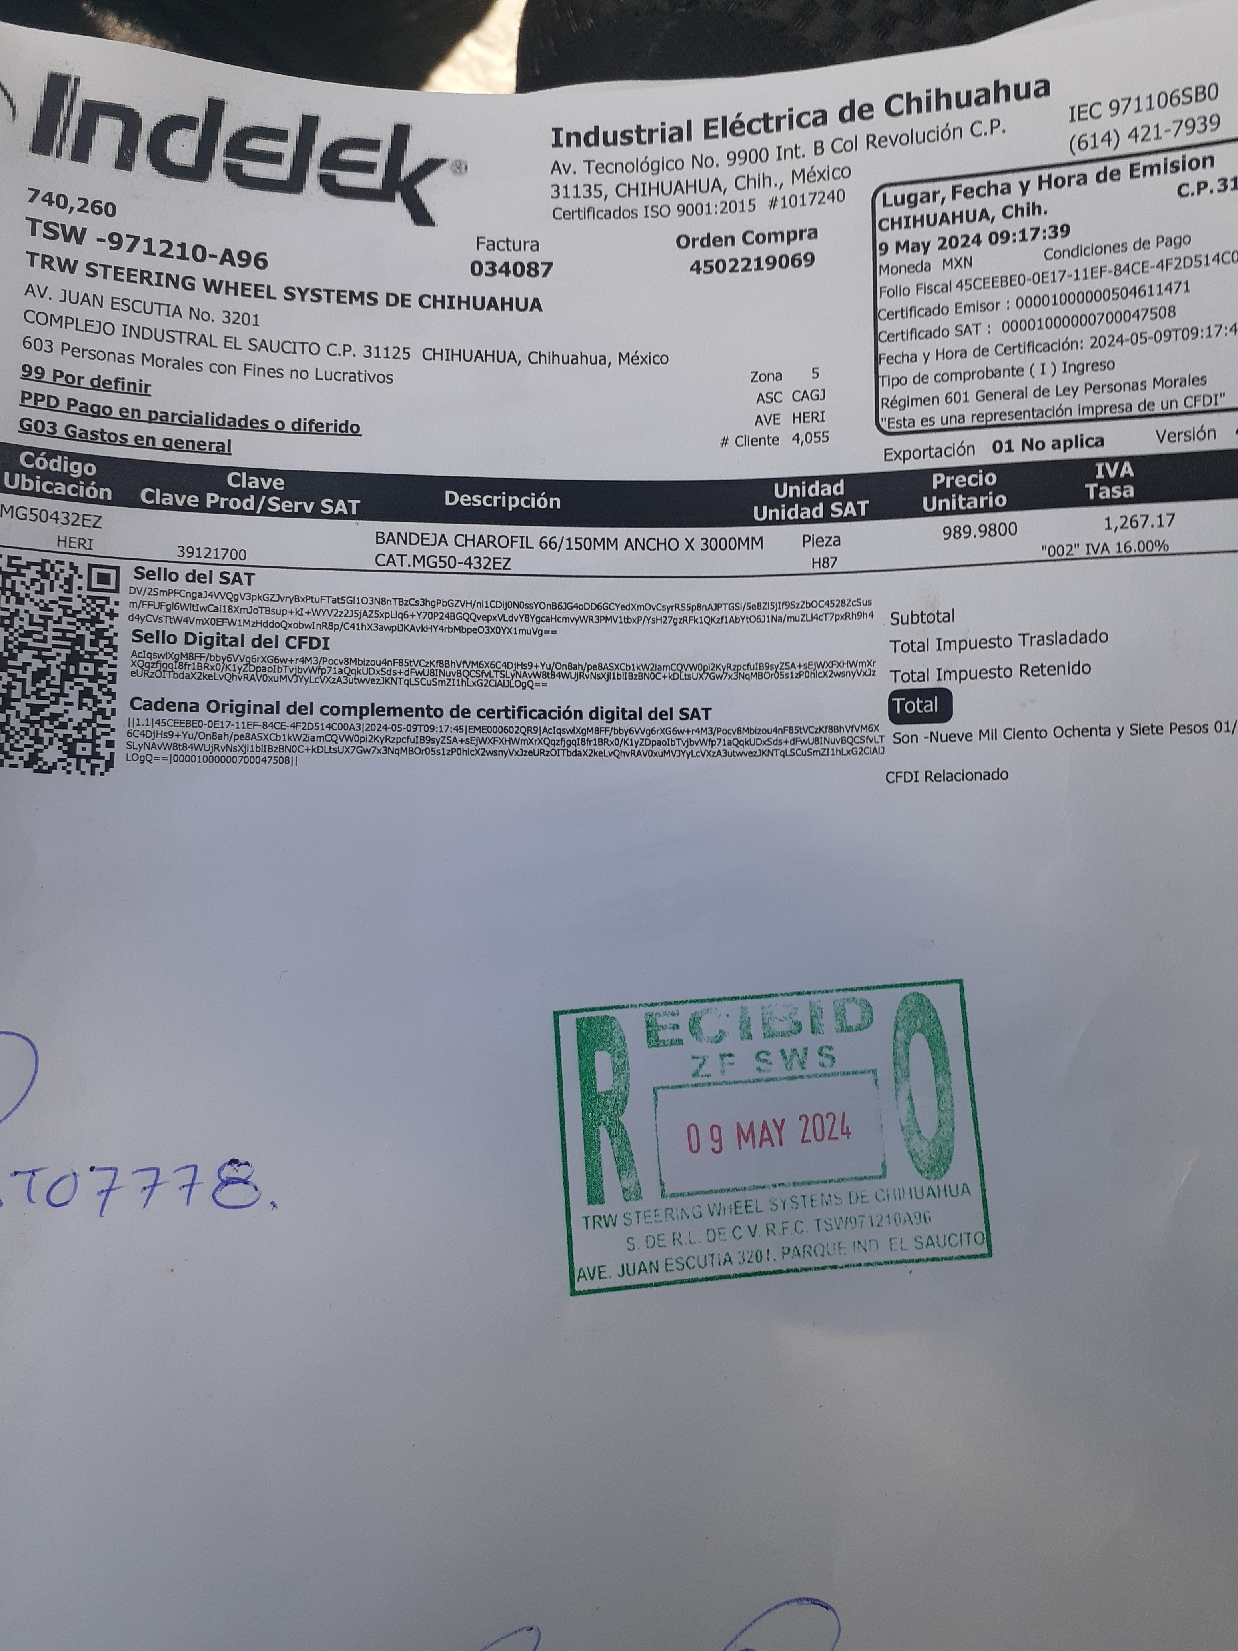 Indelek®
Industrial Eléctrica de Chihuahua
Av. Tecnológico No. 9900 Int. B Col Revolución C.P.
31135, CHIHUAHUA, Chih., México
Certificados ISO 9001:2015 #1017240
IEC 971106SB0
(614) 421-7939
740,260
TSW -971210-A96
TRW STEERING WHEEL SYSTEMS DE CHIHUAHUA
AV. JUAN ESCUTIA No. 3201
COMPLEJO INDUSTRAL EL SAUCITO C.P. 31125 CHIHUAHUA, Chihuahua, México
603 Personas Morales con Fines no Lucrativos
99 Por definir
PPD Pago en parcialidades o diferido
G03 Gastos en general
Factura
034087
Orden Compra
4502219069
Zona 5
ASC CAGJ
AVE HERI
# Cliente 4,055
Lugar, Fecha y Hora de Emision
C.P.31
CHIHUAHUA, Chih.
9 May 2024 09:17:39
Moneda MXN Condiciones de Pago
Folio Fiscal 45CEEBE0-0E17-11EF-84CE-4F2D514C0
Certificado Emisor : 00001000000504611471
Certificado SAT : 00001000000700047508
Fecha y Hora de Certificación: 2024-05-09T09:17:4
Tipo de comprobante ( I ) Ingreso
Régimen 601 General de Ley Personas Morales
"Esta es una representación impresa de un CFDI"
Exportación 01 No aplica Versión
Código Ubicación
Clave
Clave Prod/Serv SAT
Descripción
Unidad
Unidad SAT
Precio Unitario
IVA
Tasa
MG50432EZ
HERI
39121700
BANDEJA CHAROFIL 66/150MM ANCHO X 3000MM
CAT.MG50-432EZ
Pieza
H87
989.9800
1,267.17
"002" IVA 16.00%
Sello del SAT
Sello Digital del CFDI
Cadena Original del complemento de certificación digital del SAT
LOgQ==|00001000000700047508||
Subtotal
Total Impuesto Trasladado
Total Impuesto Retenido
Total
Son -Nueve Mil Ciento Ochenta y Siete Pesos 01/
CFDI Relacionado
RECIBIDO
ZF SWS
09 MAY 2024
TRW STEERING WHEEL SYSTEMS DE CHIHUAHUA
S. DE R.L. DE C V. R.F.C. TSW971210A96
AVE. JUAN ESCUTIA 3201. PARQUE IND EL SAUCITO
T07778.